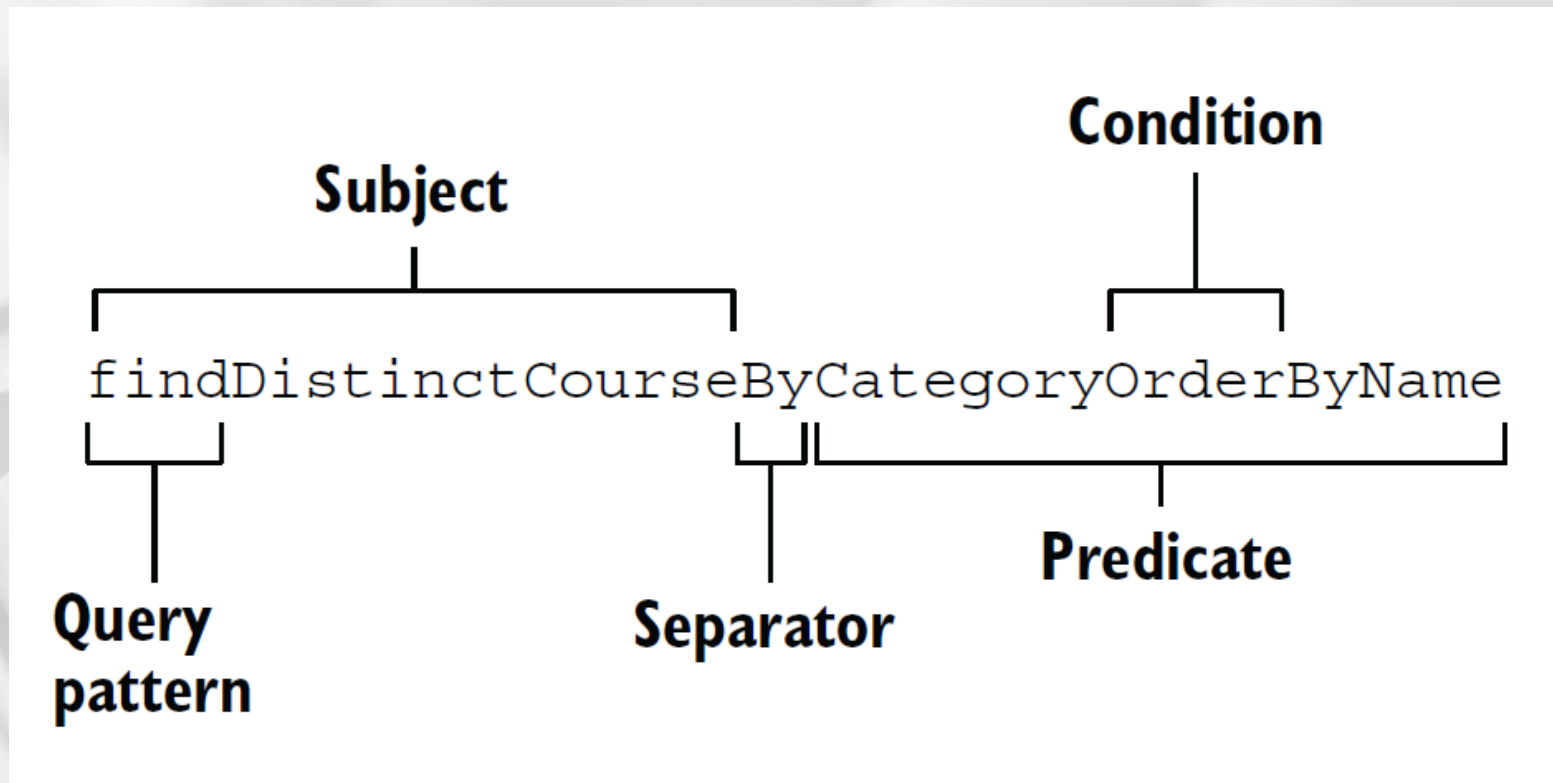 Condition
Subject
findDistinctCourseByCategoryOrderByName
Predicate
Query
pattern
Separator